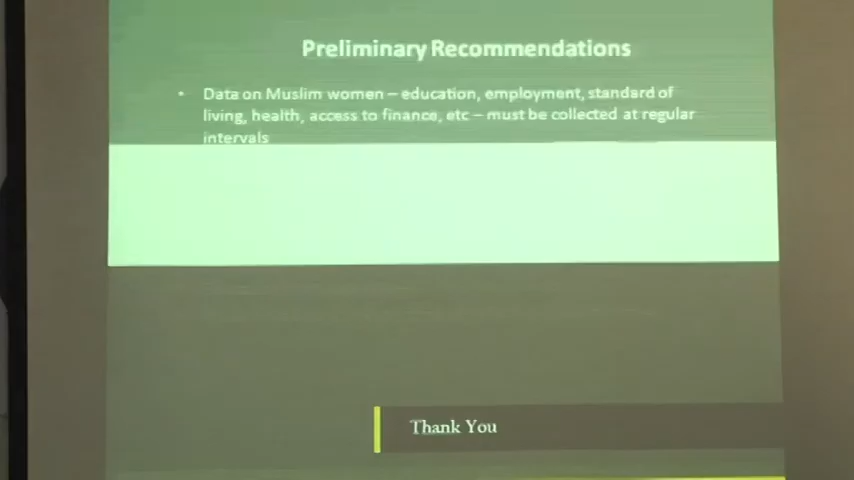 Preliminary Recommendations
• Data on Muslim women – education, employment, standard of
living, health, access to finance, etc – must be collected at regular
intervals
Thank You